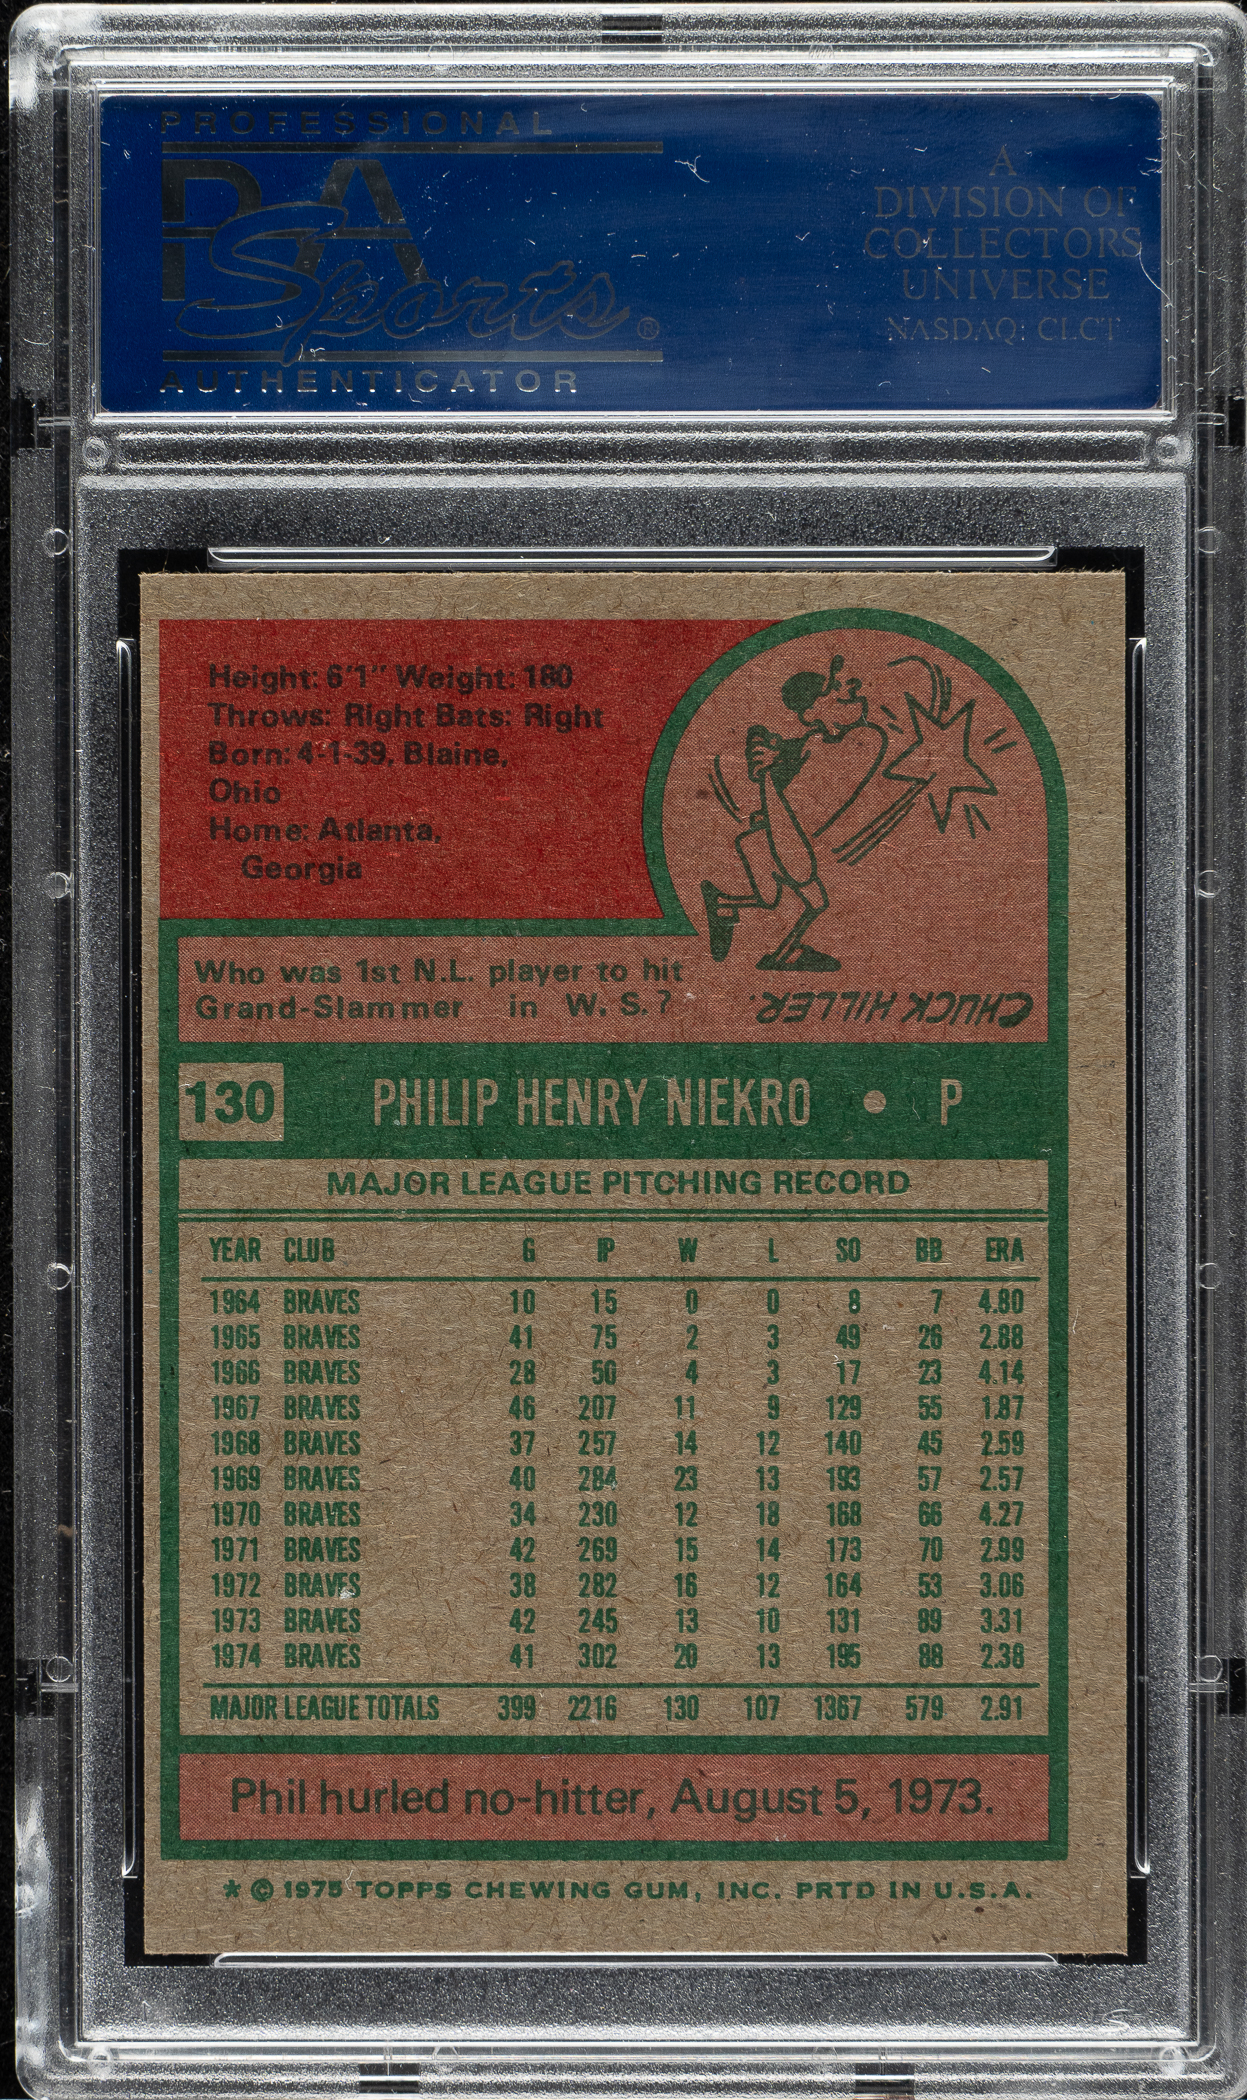 PROFESSIONAL
PSA
Sports®
AUTHENTICATOR
A
DIVISION OF
COLLECTORS
UNIVERSE
NASDAQ: CLCT
Height: 6'1" Weight: 180
Throws: Right Bats: Right
Born: 4-1-39, Blaine,
Ohio
Home: Atlanta,
Georgia
Who was 1st N.L. player to hit
Grand-Slammer in W. S.?
CHUCK HILLER.
130 PHILIP HENRY NIEKRO • P
MAJOR LEAGUE PITCHING RECORD
YEAR CLUB G IP W L SO BB ERA
1964 BRAVES 10 15 0 0 8 7 4.80
1965 BRAVES 41 75 2 3 49 26 2.88
1966 BRAVES 28 50 4 3 17 23 4.14
1967 BRAVES 46 207 11 9 129 55 1.87
1968 BRAVES 37 257 14 12 140 45 2.59
1969 BRAVES 40 284 23 13 193 57 2.57
1970 BRAVES 34 230 12 18 168 66 4.27
1971 BRAVES 42 269 15 14 173 70 2.99
1972 BRAVES 38 282 16 12 164 53 3.06
1973 BRAVES 42 245 13 10 131 89 3.31
1974 BRAVES 41 302 20 13 195 88 2.38
MAJOR LEAGUE TOTALS 399 2216 130 107 1367 579 2.91
Phil hurled no-hitter, August 5, 1973.
* © 1975 TOPPS CHEWING GUM, INC. PRTD IN U.S.A.